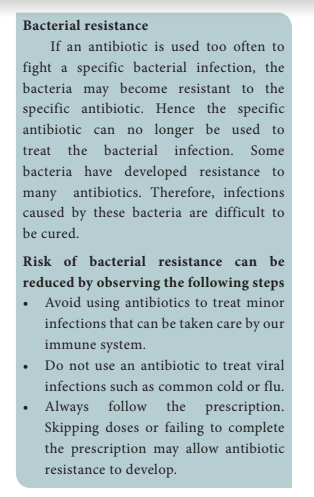 Bacterial resistance
If an antibiotic is used too often to
fight a specific bacterial infection, the
bacteria may become resistant to the
specific antibiotic. Hence the specific
antibiotic can no longer be used to
treat the bacterial infection. Some
bacteria have developed resistance to
many antibiotics. Therefore, infections
caused by these bacteria are difficult to
be cured.
Risk of bacterial resistance can be
reduced by observing the following steps
• Avoid using antibiotics to treat minor
infections that can be taken care by our
immune system.
• Do not use an antibiotic to treat viral
infections such as common cold or flu.
• Always follow the prescription.
Skipping doses or failing to complete
the prescription may allow antibiotic
resistance to develop.